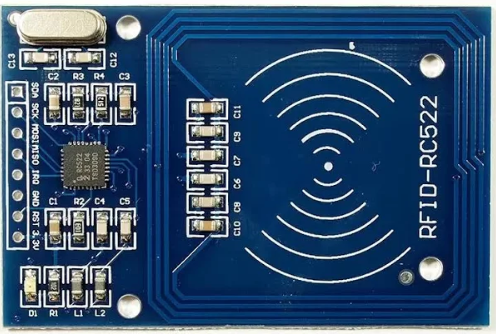 C13
C12
C2
R3
R4
C3
SDA
SCK
MOSI
MISO
IRQ
GND
RST
3.3V
RC522
C11
C9
C7
C6
C8
C10
RFID-RC522
C1
R2
C4
C5
D1
R1
L1
L2